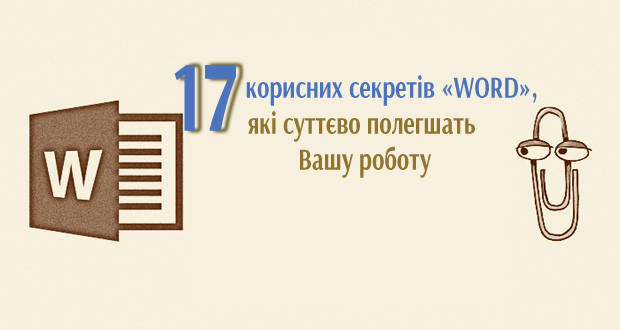 17 корисних секретів «WORD»,
які суттєво полегшать
Вашу роботу
W